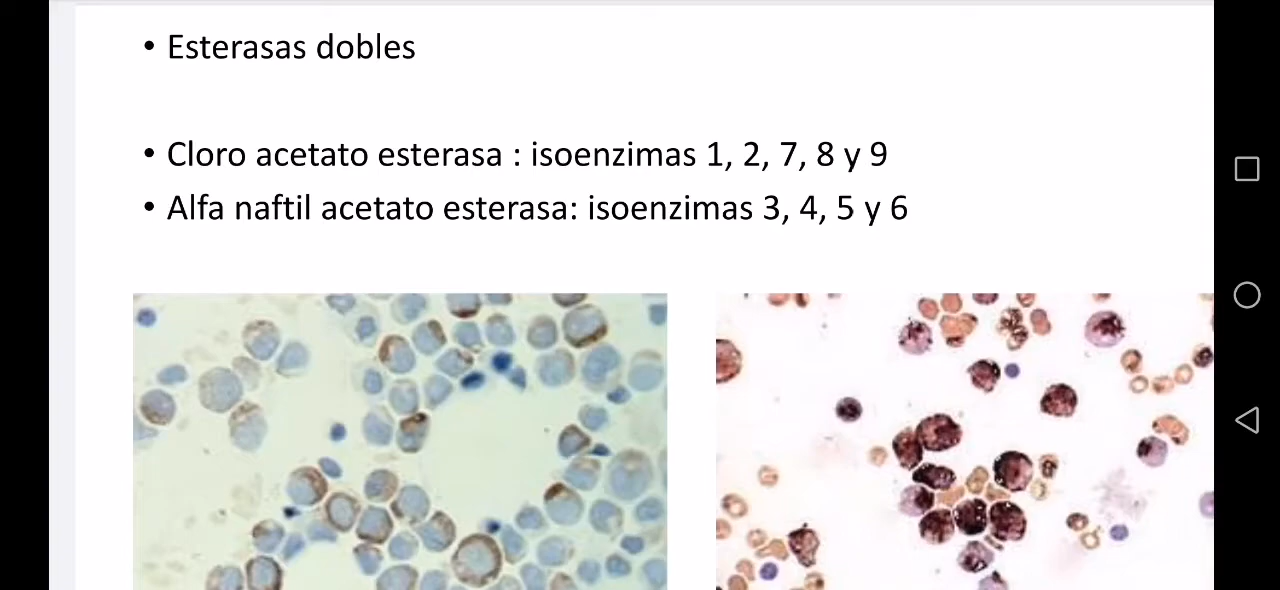 • Esterasas dobles
• Cloro acetato esterasa : isoenzimas 1, 2, 7, 8 y 9
• Alfa naftil acetato esterasa: isoenzimas 3, 4, 5 y 6